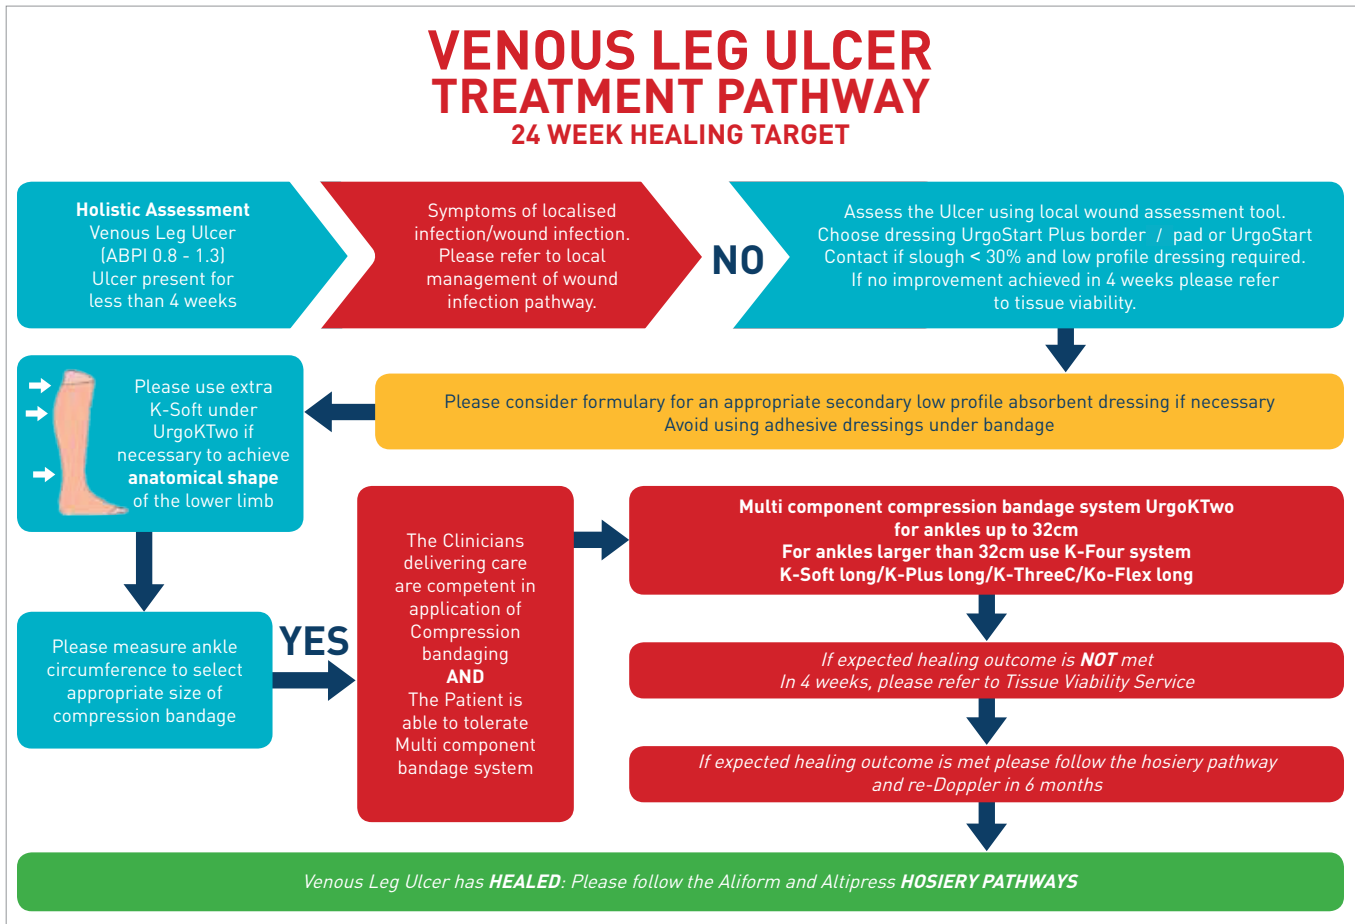 VENOUS LEG ULCER
TREATMENT PATHWAY
24 WEEK HEALING TARGET
Holistic Assessment
Venous Leg Ulcer
(ABPI 0.8 - 1.3)
Ulcer present for
less than 4 weeks
Symptoms of localised
infection/wound infection.
Please refer to local
management of wound
infection pathway.
NO
Assess the Ulcer using local wound assessment tool.
Choose dressing UrgoStart Plus border / pad or UrgoStart
Contact if slough < 30% and low profile dressing required.
If no improvement achieved in 4 weeks please refer
to tissue viability.
Please consider formulary for an appropriate secondary low profile absorbent dressing if necessary
Avoid using adhesive dressings under bandage
Please use extra
K-Soft under
UrgoKTwo if
necessary to achieve
anatomical shape
of the lower limb
Please measure ankle
circumference to select
appropriate size of
compression bandage
YES
The Clinicians
delivering care
are competent in
application of
Compression
bandaging
AND
The Patient is
able to tolerate
Multi component
bandage system
Multi component compression bandage system UrgoKTwo
for ankles up to 32cm
For ankles larger than 32cm use K-Four system
K-Soft long/K-Plus long/K-ThreeC/Ko-Flex long
If expected healing outcome is NOT met
In 4 weeks, please refer to Tissue Viability Service
If expected healing outcome is met please follow the hosiery pathway
and re-Doppler in 6 months
Venous Leg Ulcer has HEALED: Please follow the Aliform and Altipress HOSIERY PATHWAYS